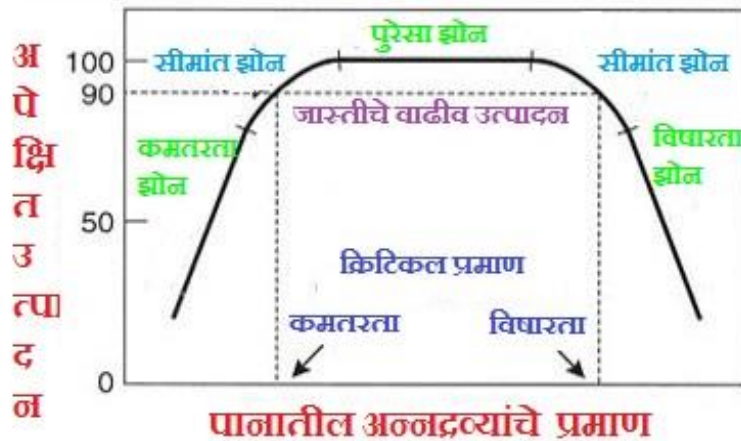 अपेक्षित उत्पादन
100
90
50
0
सीमांत झोन
पुरेसा झोन
सीमांत झोन
जास्तीचे वाढीव उत्पादन
कमतरता
झोन
विषारता
झोन
क्रिटिकल प्रमाण
कमतरता
विषारता
पानातील अन्नद्रव्यांचे प्रमाण